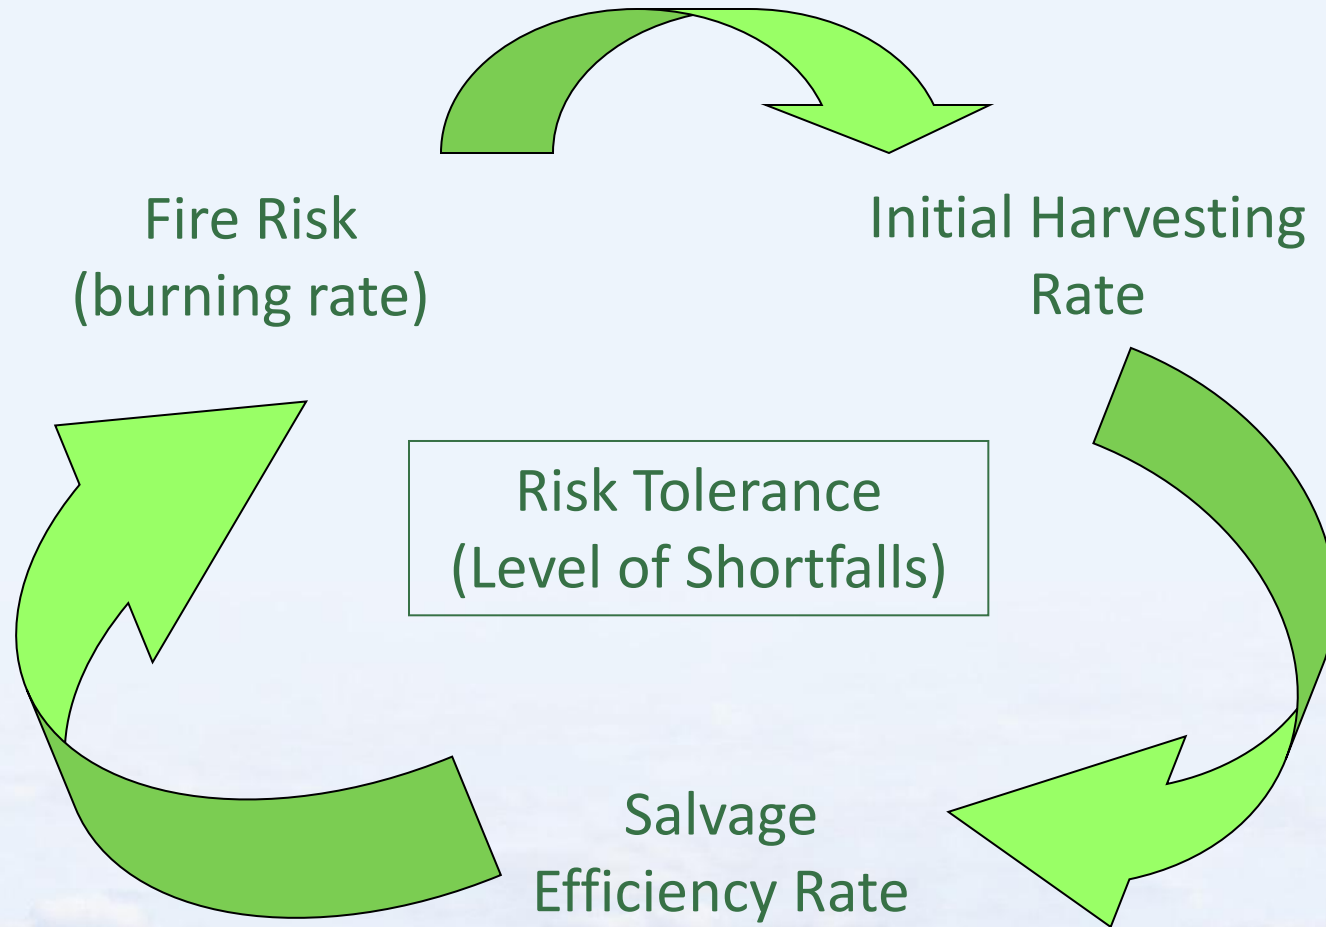 Fire Risk
(burning rate)
Initial Harvesting
Rate
Risk Tolerance
(Level of Shortfalls)
Salvage
Efficiency Rate